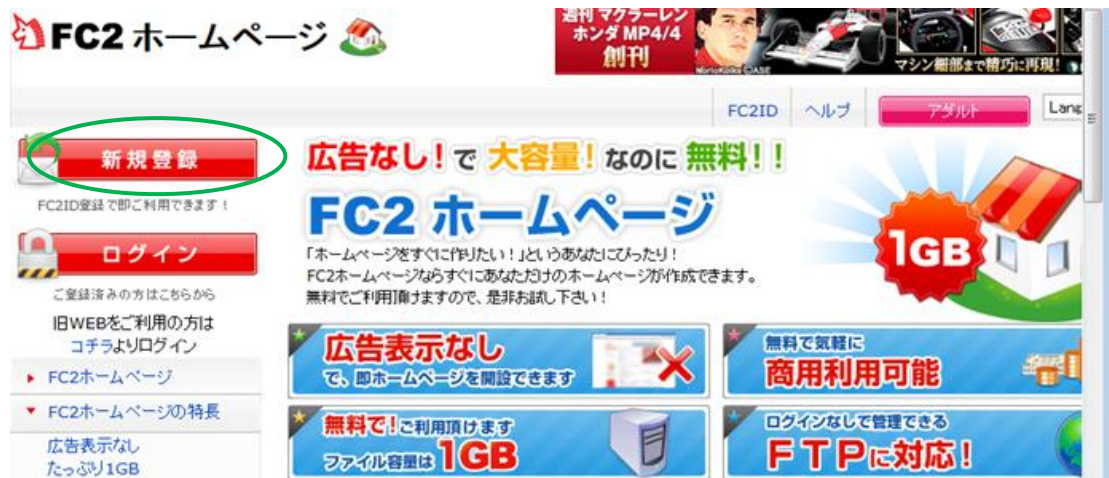 FC2 ホームページ
週刊 マクラーレン
ホンダ MP4/4
創刊
マシン細部まで精巧に再現!
FC2ID
ヘルプ
アダルト
新規登録
FC2ID登録で即ご利用できます!
ログイン
ご登録済みの方はこちらから
旧WEBをご利用の方は
コチラよりログイン
FC2ホームページ
FC2ホームページの特長
広告表示なし
たっぷり1GB
広告なし!で 大容量!なのに 無料!!
FC2 ホームページ
「ホームページをすぐに作りたい!」というあなたにぴったり!
FC2ホームページならすぐにあなただけのホームページが作成できます。
無料でご利用頂けますので、是非お試し下さい!
1GB
広告表示なし
で、即ホームページを開設できます
無料で気軽に
商用利用可能
無料で!ご利用頂けます
ファイル容量は1GB
ログインなしで管理できる
FTPに対応!